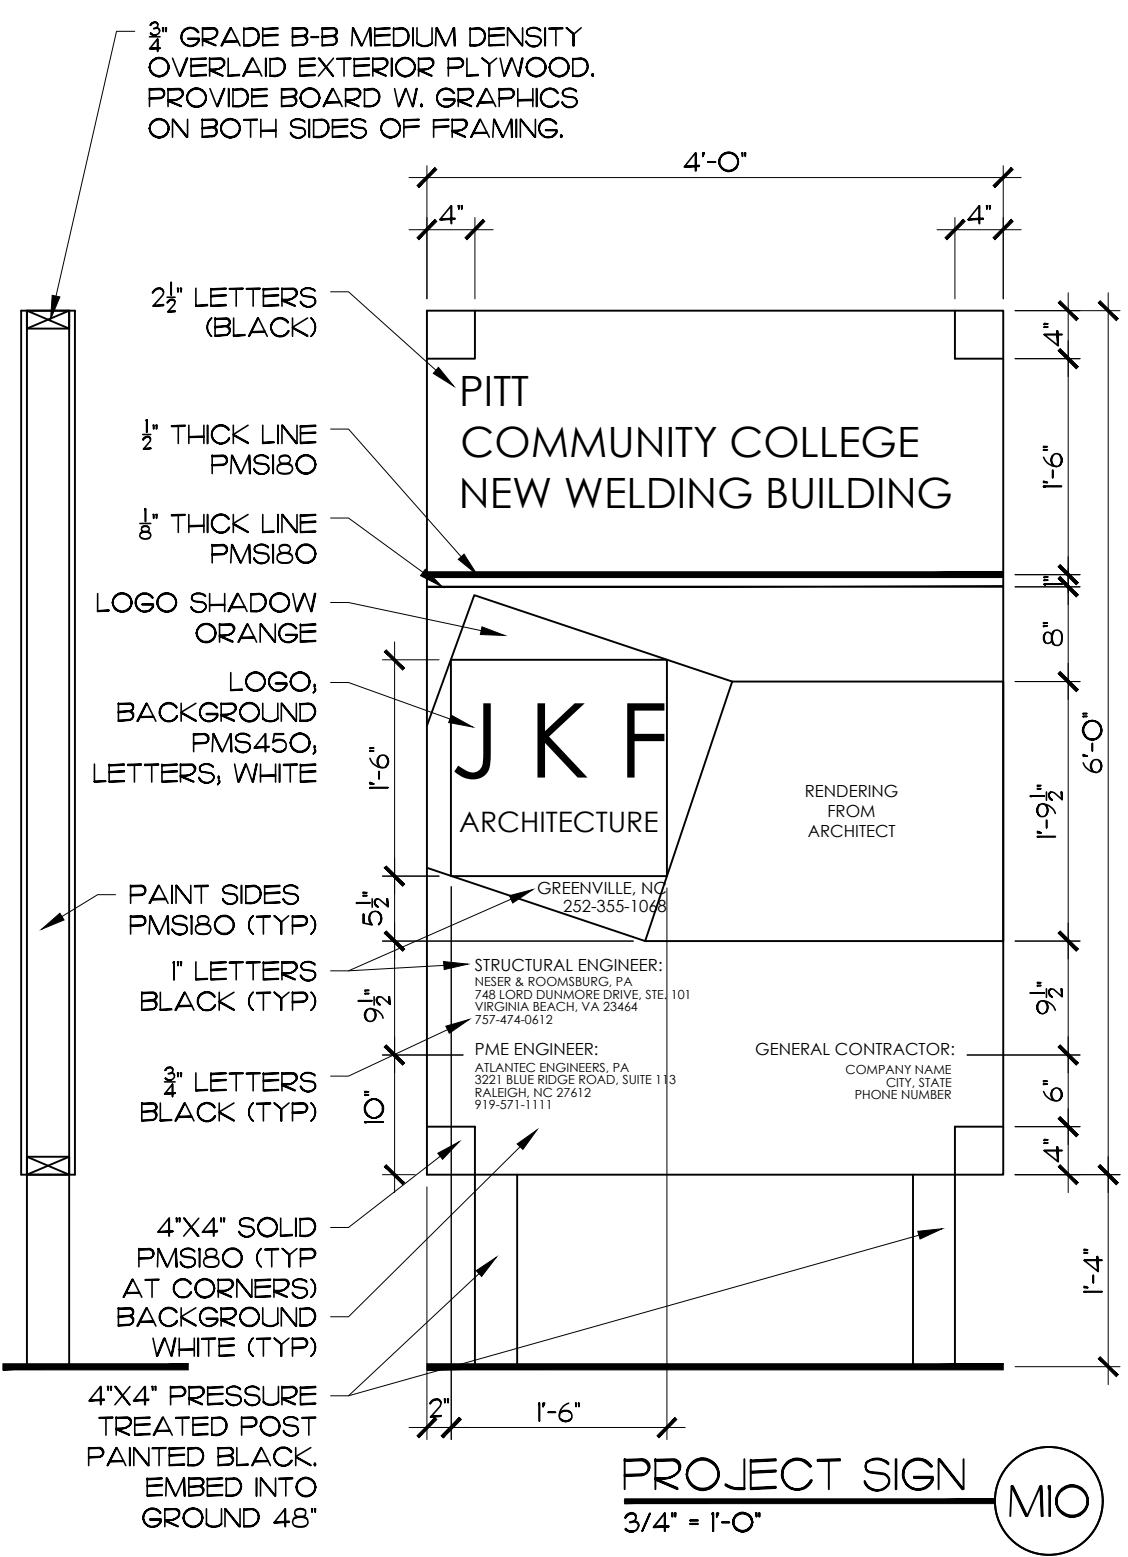 3/4" GRADE B-B MEDIUM DENSITY
OVERLAID EXTERIOR PLYWOOD.
PROVIDE BOARD W. GRAPHICS
ON BOTH SIDES OF FRAMING.
4'-0"
4"
4"
2 1/2" LETTERS
(BLACK)
4"
PITT
COMMUNITY COLLEGE
NEW WELDING BUILDING
1/2" THICK LINE
PMS180
1'-6"
1/8" THICK LINE
PMS180
1"
LOGO SHADOW
ORANGE
8"
LOGO;
BACKGROUND
PMS450;
LETTERS; WHITE
1'-6"
JKF
ARCHITECTURE
6'-0"
RENDERING
FROM
ARCHITECT
1'-9 1/2"
PAINT SIDES
PMS180 (TYP)
5 1/2"
GREENVILLE, NC
252-355-1068
1" LETTERS
BLACK (TYP)
9 1/2"
STRUCTURAL ENGINEER:
NESER & ROOMSBURG, PA
748 LORD DUNMORE DRIVE, STE. 101
VIRGINIA BEACH, VA 23464
757-474-0612
9 1/2"
3/4" LETTERS
BLACK (TYP)
10"
PME ENGINEER:
ATLANTEC ENGINEERS, PA
3221 BLUE RIDGE ROAD, SUITE 113
RALEIGH, NC 27612
919-571-1111
GENERAL CONTRACTOR:
COMPANY NAME
CITY, STATE
PHONE NUMBER
6"
4"
4"X4" SOLID
PMS180 (TYP
AT CORNERS)
BACKGROUND
WHITE (TYP)
1'-4"
4"X4" PRESSURE
TREATED POST
PAINTED BLACK.
EMBED INTO
GROUND 48"
2"
1'-6"
PROJECT SIGN
M10
3/4" = 1'-0"